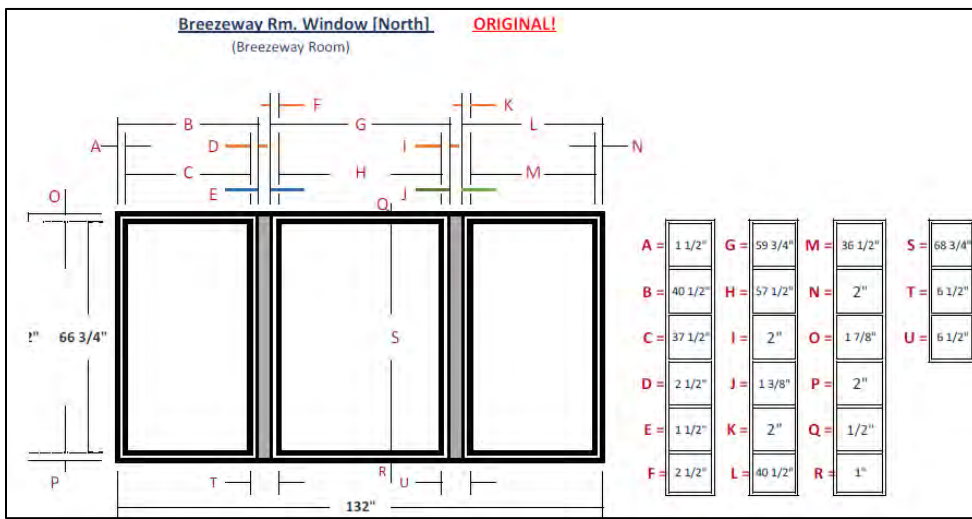 Breezeway Rm. Window [North] ORIGINAL!
(Breezeway Room)
F K
B G L
A D I N
C H M
E J
O Q
A = 1 1/2" G = 59 3/4" M = 36 1/2" S = 68 3/4"
B = 40 1/2" H = 57 1/2" N = 2" T = 6 1/2"
2" 66 3/4" S C = 37 1/2" I = 2" O = 1 7/8" U = 6 1/2"
D = 2 1/2" J = 1 3/8" P = 2"
E = 1 1/2" K = 2" Q = 1/2"
F = 2 1/2" L = 40 1/2" R = 1"
P T R U
132"